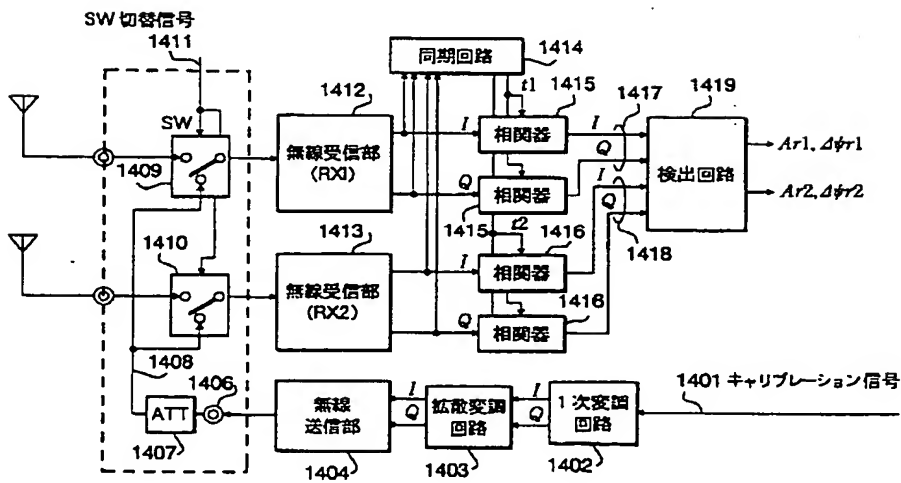 SW 切替信号
1411
同期回路
1414
1412
t1
1415
1417
1419
SW
無線受信部
(RX1)
I
相関器
I
Q
検出回路
Ar1,Δφr1
1409
Q
相関器
I
Q
Ar2,Δφr2
1410
1413
1415
t2
1416
1418
無線受信部
(RX2)
I
相関器
1416
Q
相関器
1408
1406
1401 キャリブレーション信号
ATT
無線
送信部
I
Q
拡散変調
回路
I
Q
1次変調
回路
1407
1404
1403
1402